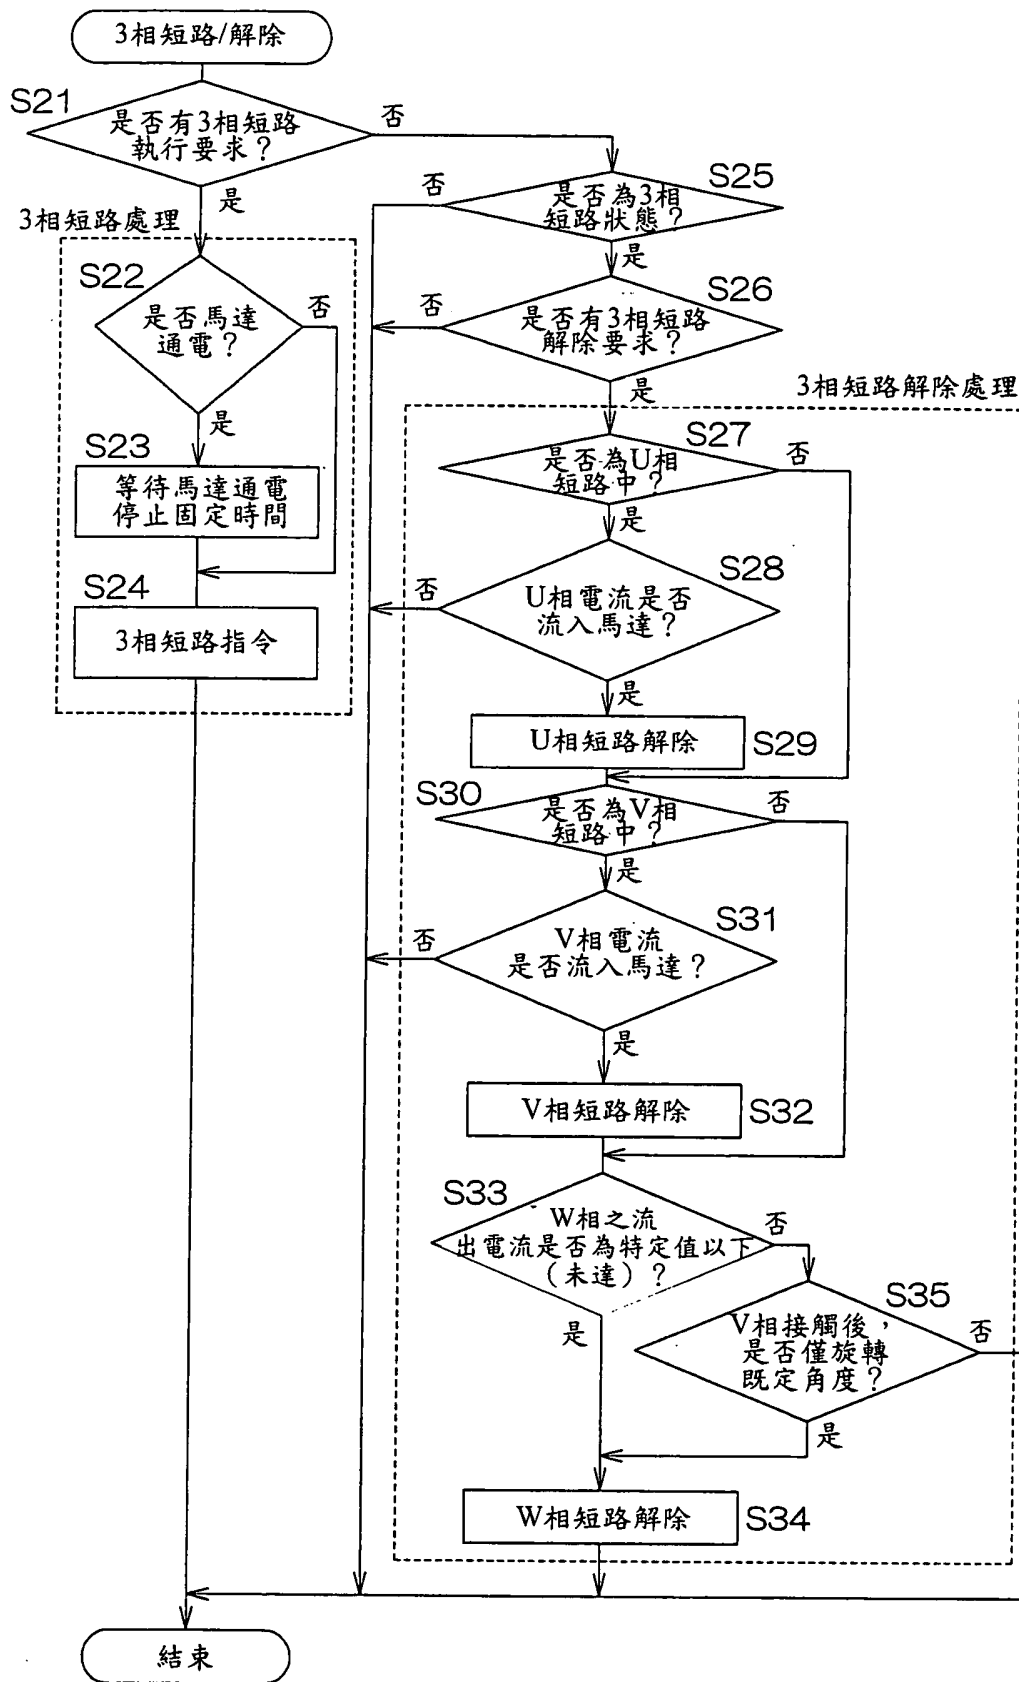 3相短路/解除
S21
是否有3相短路
執行要求？
否
是
3相短路處理
S22
是否馬達
通電？
否
是
S23
等待馬達通電
停止固定時間
S24
3相短路指令
S25
是否為3相
短路狀態？
否
是
S26
是否有3相短路
解除要求？
否
是
3相短路解除處理
S27
是否為U相
短路中？
否
是
S28
U相電流是否
流入馬達？
否
是
U相短路解除
S29
S30
是否為V相
短路中？
否
是
S31
V相電流
是否流入馬達？
否
是
V相短路解除
S32
S33
W相之流
出電流是否為特定值以下
（未達）？
否
是
S35
V相接觸後，
是否僅旋轉
既定角度？
否
是
W相短路解除
S34
結束